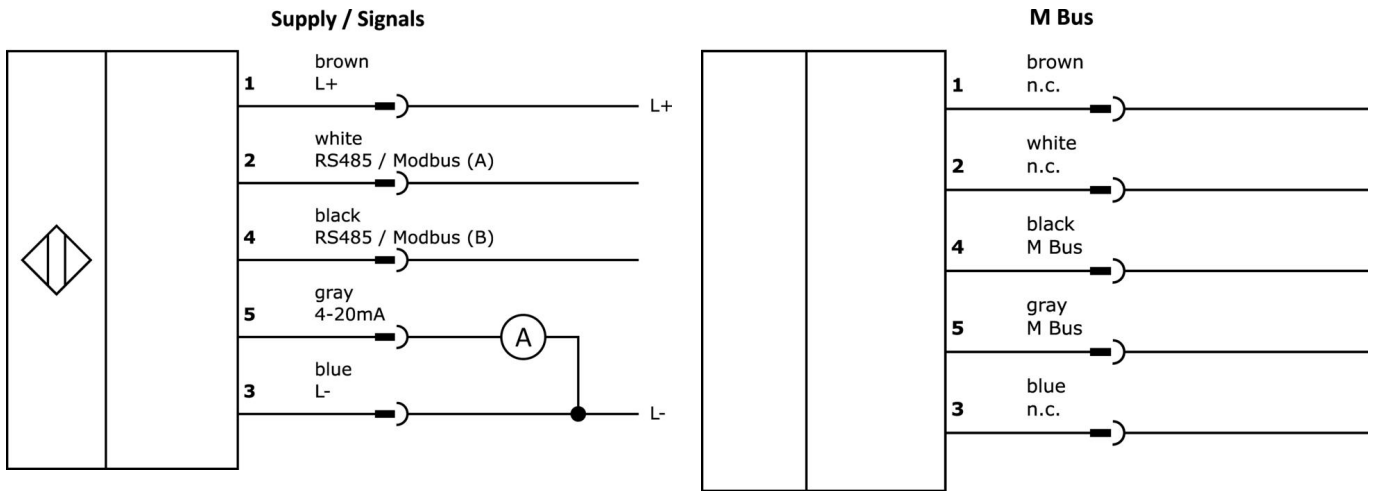 Supply / Signals
brown
1 L+
L+
white
2 RS485 / Modbus (A)
black
4 RS485 / Modbus (B)
gray
5 4-20mA
A
blue
3 L-
L-
M Bus
brown
1 n.c.
white
2 n.c.
black
4 M Bus
gray
5 M Bus
blue
3 n.c.